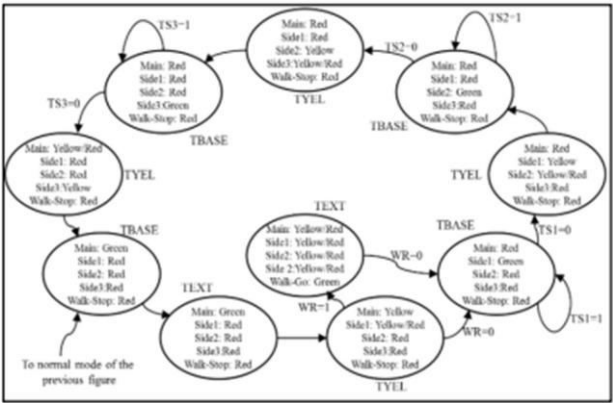 TS3=1
Main: Red
Side1: Red
Side2: Yellow
Side3:Yellow/Red
Walk-Stop: Red
TYEL
TS2=1
TS2=0
Main: Red
Side1: Red
Side2: Red
Side3:Green
Walk-Stop: Red
TBASE
Main: Red
Side1: Red
Side2: Green
Side3:Red
Walk-Stop: Red
TBASE
TS3=0
Main: Yellow/Red
Side1: Red
Side2: Red
Side3:Yellow
Walk-Stop: Red
TYEL
Main: Red
Side1: Yellow
Side2: Yellow/Red
Side3:Red
Walk-Stop: Red
TYEL
TS1=0
TBASE
Main: Green
Side1: Red
Side2: Red
Side3:Red
Walk-Stop: Red
TEXT
Main: Yellow/Red
Side1: Yellow/Red
Side2: Yellow/Red
Side 2:Yellow/Red
Walk-Go: Green
WR=0
TBASE
Main: Red
Side1: Green
Side2: Red
Side3:Red
Walk-Stop: Red
TS1=1
TEXT
Main: Green
Side1: Red
Side2: Red
Side3:Red
Walk-Stop: Red
WR=1
Main: Yellow
Side1: Yellow/Red
Side2: Red
Side3:Red
Walk-Stop: Red
TYEL
WR=0
To normal mode of the
previous figure